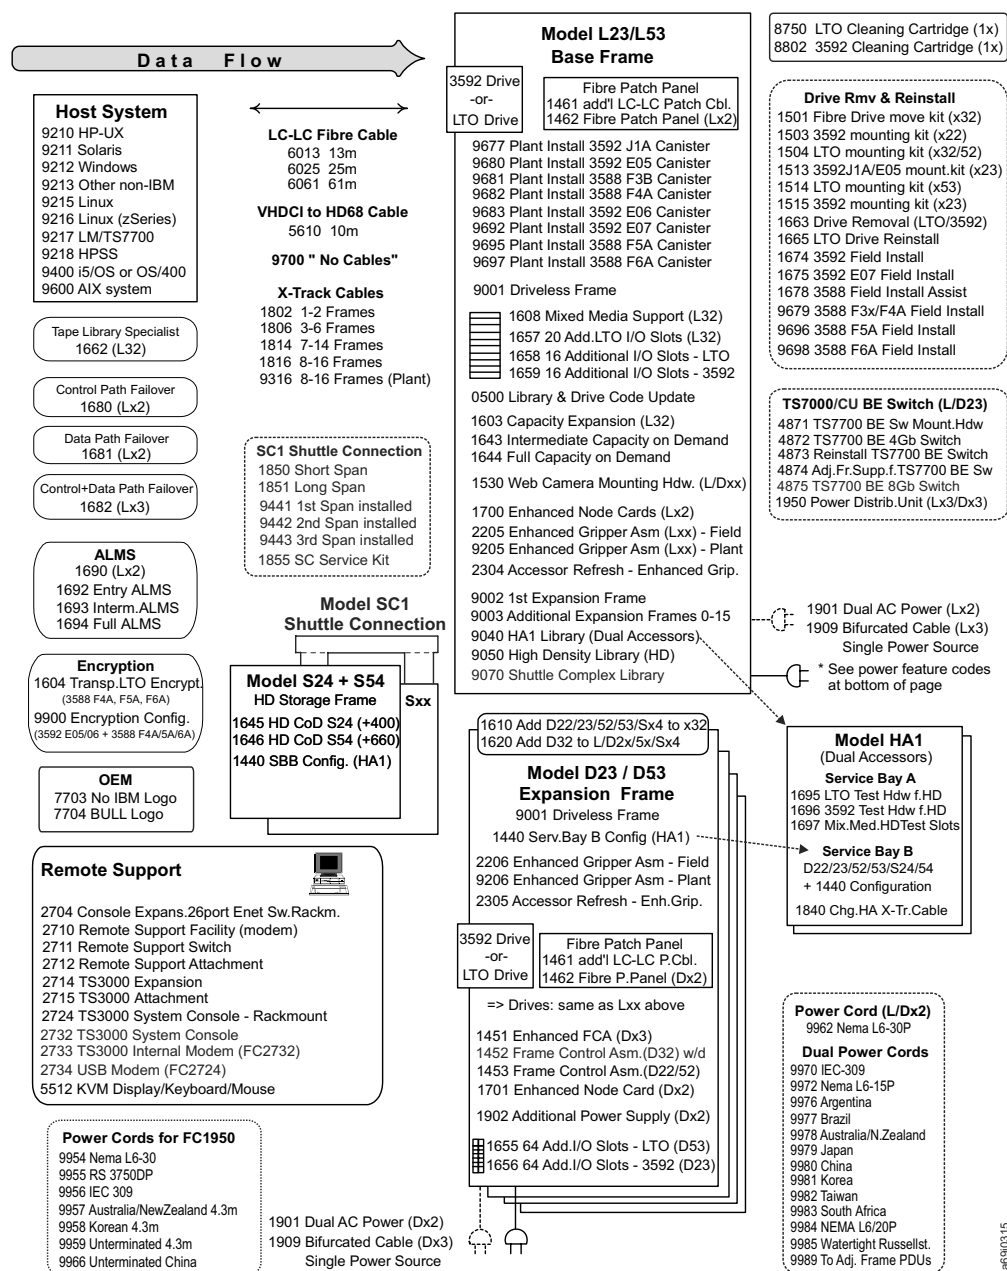 Data Flow
Host System
9210 HP-UX
9211 Solaris
9212 Windows
9213 Other non-IBM
9215 Linux
9216 Linux (zSeries)
9217 LM/TS7700
9218 HPSS
9400 i5/OS or OS/400
9600 AIX system
Tape Library Specialist
1662 (L32)
Control Path Failover
1680 (Lx2)
Data Path Failover
1681 (Lx2)
Control+Data Path Failover
1682 (Lx3)
ALMS
1690 (Lx2)
1692 Entry ALMS
1693 Interm.ALMS
1694 Full ALMS
Encryption
1604 Transp.LTO Encrypt.
(3588 F4A, F5A, F6A)
9900 Encryption Config.
(3592 E05/06 + 3588 F4A/5A/6A)
OEM
7703 No IBM Logo
7704 BULL Logo
Remote Support
2704 Console Expans.26port Enet Sw.Rackm.
2710 Remote Support Facility (modem)
2711 Remote Support Switch
2712 Remote Support Attachment
2714 TS3000 Expansion
2715 TS3000 Attachment
2724 TS3000 System Console - Rackmount
2732 TS3000 System Console
2733 TS3000 Internal Modem (FC2732)
2734 USB Modem (FC2724)
5512 KVM Display/Keyboard/Mouse
Power Cords for FC1950
9954 Nema L6-30
9955 RS 3750DP
9956 IEC 309
9957 Australia/NewZealand 4.3m
9958 Korean 4.3m
9959 Unterminated 4.3m
9966 Unterminated China
LC-LC Fibre Cable
6013 13m
6025 25m
6061 61m
VHDCI to HD68 Cable
5610 10m
9700 " No Cables"
X-Track Cables
1802 1-2 Frames
1806 3-6 Frames
1814 7-14 Frames
1816 8-16 Frames
9316 8-16 Frames (Plant)
SC1 Shuttle Connection
1850 Short Span
1851 Long Span
9441 1st Span installed
9442 2nd Span installed
9443 3rd Span installed
1855 SC Service Kit
Model SC1
Shuttle Connection
Model S24 + S54
HD Storage Frame
1645 HD CoD S24 (+400)
1646 HD CoD S54 (+660)
1440 SBB Config. (HA1)
Sxx
Model L23/L53
Base Frame
3592 Drive
-or-
LTO Drive
Fibre Patch Panel
1461 add'l LC-LC Patch Cbl.
1462 Fibre Patch Panel (Lx2)
9677 Plant Install 3592 J1A Canister
9680 Plant Install 3592 E05 Canister
9681 Plant Install 3588 F3B Canister
9682 Plant Install 3588 F4A Canister
9683 Plant Install 3592 E06 Canister
9692 Plant Install 3592 E07 Canister
9695 Plant Install 3588 F5A Canister
9697 Plant Install 3588 F6A Canister
9001 Driveless Frame
1608 Mixed Media Support (L32)
1657 20 Add.LTO I/O Slots (L32)
1658 16 Additional I/O Slots - LTO
1659 16 Additional I/O Slots - 3592
0500 Library & Drive Code Update
1603 Capacity Expansion (L32)
1643 Intermediate Capacity on Demand
1644 Full Capacity on Demand
1530 Web Camera Mounting Hdw. (L/Dxx)
1700 Enhanced Node Cards (Lx2)
2205 Enhanced Gripper Asm (Lxx) - Field
9205 Enhanced Gripper Asm (Lxx) - Plant
2304 Accessor Refresh - Enhanced Grip.
9002 1st Expansion Frame
9003 Additional Expansion Frames 0-15
9040 HA1 Library (Dual Accessors)
9050 High Density Library (HD)
9070 Shuttle Complex Library
1610 Add D22/23/52/53/Sx4 to x32
1620 Add D32 to L/D2x/5x/Sx4
Model D23 / D53
Expansion Frame
9001 Driveless Frame
1440 Serv.Bay B Config (HA1)
2206 Enhanced Gripper Asm - Field
9206 Enhanced Gripper Asm - Plant
2305 Accessor Refresh - Enh.Grip.
3592 Drive
-or-
LTO Drive
Fibre Patch Panel
1461 add'l LC-LC P.Cbl.
1462 Fibre P.Panel (Dx2)
=> Drives: same as Lxx above
1451 Enhanced FCA (Dx3)
1452 Frame Control Asm.(D32) w/d
1453 Frame Control Asm.(D22/52)
1701 Enhanced Node Card (Dx2)
1902 Additional Power Supply (Dx2)
1655 64 Add.I/O Slots - LTO (D53)
1656 64 Add.I/O Slots - 3592 (D23)
1901 Dual AC Power (Dx2)
1909 Bifurcated Cable (Dx3)
Single Power Source
8750 LTO Cleaning Cartridge (1x)
8802 3592 Cleaning Cartridge (1x)
Drive Rmv & Reinstall
1501 Fibre Drive move kit (x32)
1503 3592 mounting kit (x22)
1504 LTO mounting kit (x32/52)
1513 3592J1A/E05 mount.kit (x23)
1514 LTO mounting kit (x53)
1515 3592 mounting kit (x23)
1663 Drive Removal (LTO/3592)
1665 LTO Drive Reinstall
1674 3592 Field Install
1675 3592 E07 Field Install
1678 3588 Field Install Assist
9679 3588 F3x/F4A Field Install
9696 3588 F5A Field Install
9698 3588 F6A Field Install
TS7000/CU BE Switch (L/D23)
4871 TS7700 BE Sw Mount.Hdw
4872 TS7700 BE 4Gb Switch
4873 Reinstall TS7700 BE Switch
4874 Adj.Fr.Supp.f.TS7700 BE Sw
4875 TS7700 BE 8Gb Switch
1950 Power Distrib.Unit (Lx3/Dx3)
1901 Dual AC Power (Lx2)
1909 Bifurcated Cable (Lx3)
Single Power Source
* See power feature codes
at bottom of page
Model HA1
(Dual Accessors)
Service Bay A
1695 LTO Test Hdw f.HD
1696 3592 Test Hdw f.HD
1697 Mix.Med.HDTest Slots
Service Bay B
D22/23/52/53/S24/54
+ 1440 Configuration
1840 Chg.HA X-Tr.Cable
Power Cord (L/Dx2)
9962 Nema L6-30P
Dual Power Cords
9970 IEC-309
9972 Nema L6-15P
9976 Argentina
9977 Brazil
9978 Australia/N.Zealand
9979 Japan
9980 China
9981 Korea
9982 Taiwan
9983 South Africa
9984 NEMA L6/20P
9985 Watertight Russellst.
9989 To Adj. Frame PDUs
a69i0315